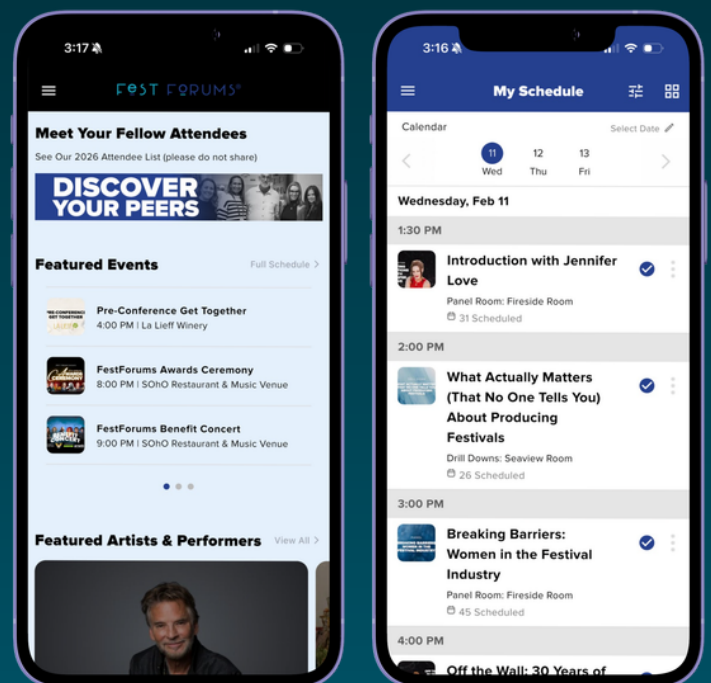 3:17
FEST FORUMS®
Meet Your Fellow Attendees
See Our 2026 Attendee List (please do not share)
DISCOVER
YOUR PEERS
Featured Events
Full Schedule >
Pre-Conference Get Together
4:00 PM | La Lieff Winery
FestForums Awards Ceremony
8:00 PM | SOhO Restaurant & Music Venue
FestForums Benefit Concert
9:00 PM | SOhO Restaurant & Music Venue
Featured Artists & Performers
View All >
3:16
My Schedule
Calendar
Select Date
11
12
13
Wed
Thu
Fri
Wednesday, Feb 11
1:30 PM
Introduction with Jennifer
Love
Panel Room: Fireside Room
31 Scheduled
2:00 PM
What Actually Matters
(That No One Tells You)
About Producing
Festivals
Drill Downs: Seaview Room
26 Scheduled
3:00 PM
Breaking Barriers:
Women in the Festival
Industry
Panel Room: Fireside Room
45 Scheduled
4:00 PM
Off the Wall: 30 Years of